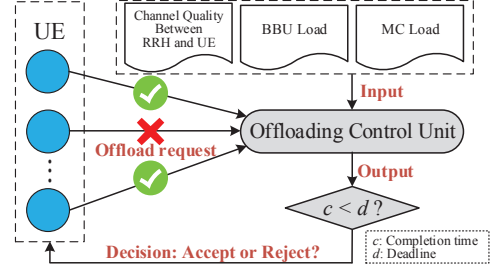 UE
Channel Quality
Between
RRH and UE
BBU Load
MC Load
Input
Offloading Control Unit
Offload request
Output
c < d ?
Decision: Accept or Reject?
c: Completion time
d: Deadline